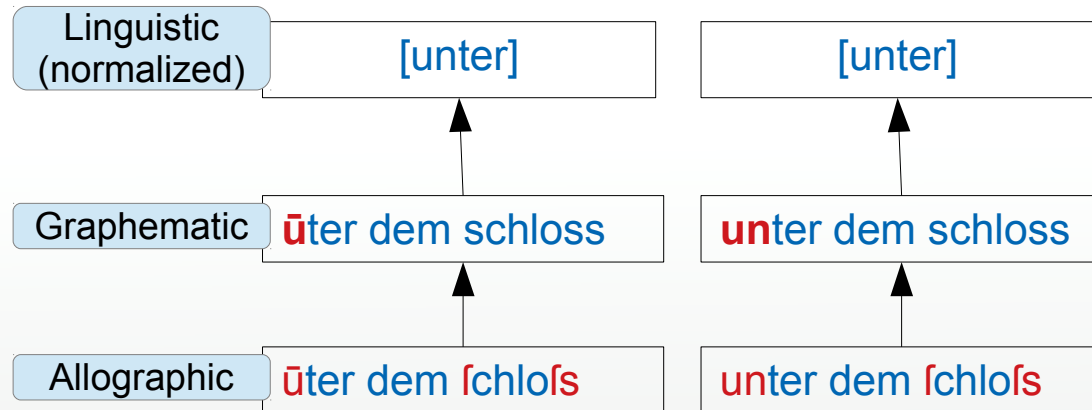 Linguistic
(normalized)
[unter]
[unter]
Graphematic
ūter dem schloss
unter dem schloss
Allographic
ūter dem ſchloſs
unter dem ſchloſs